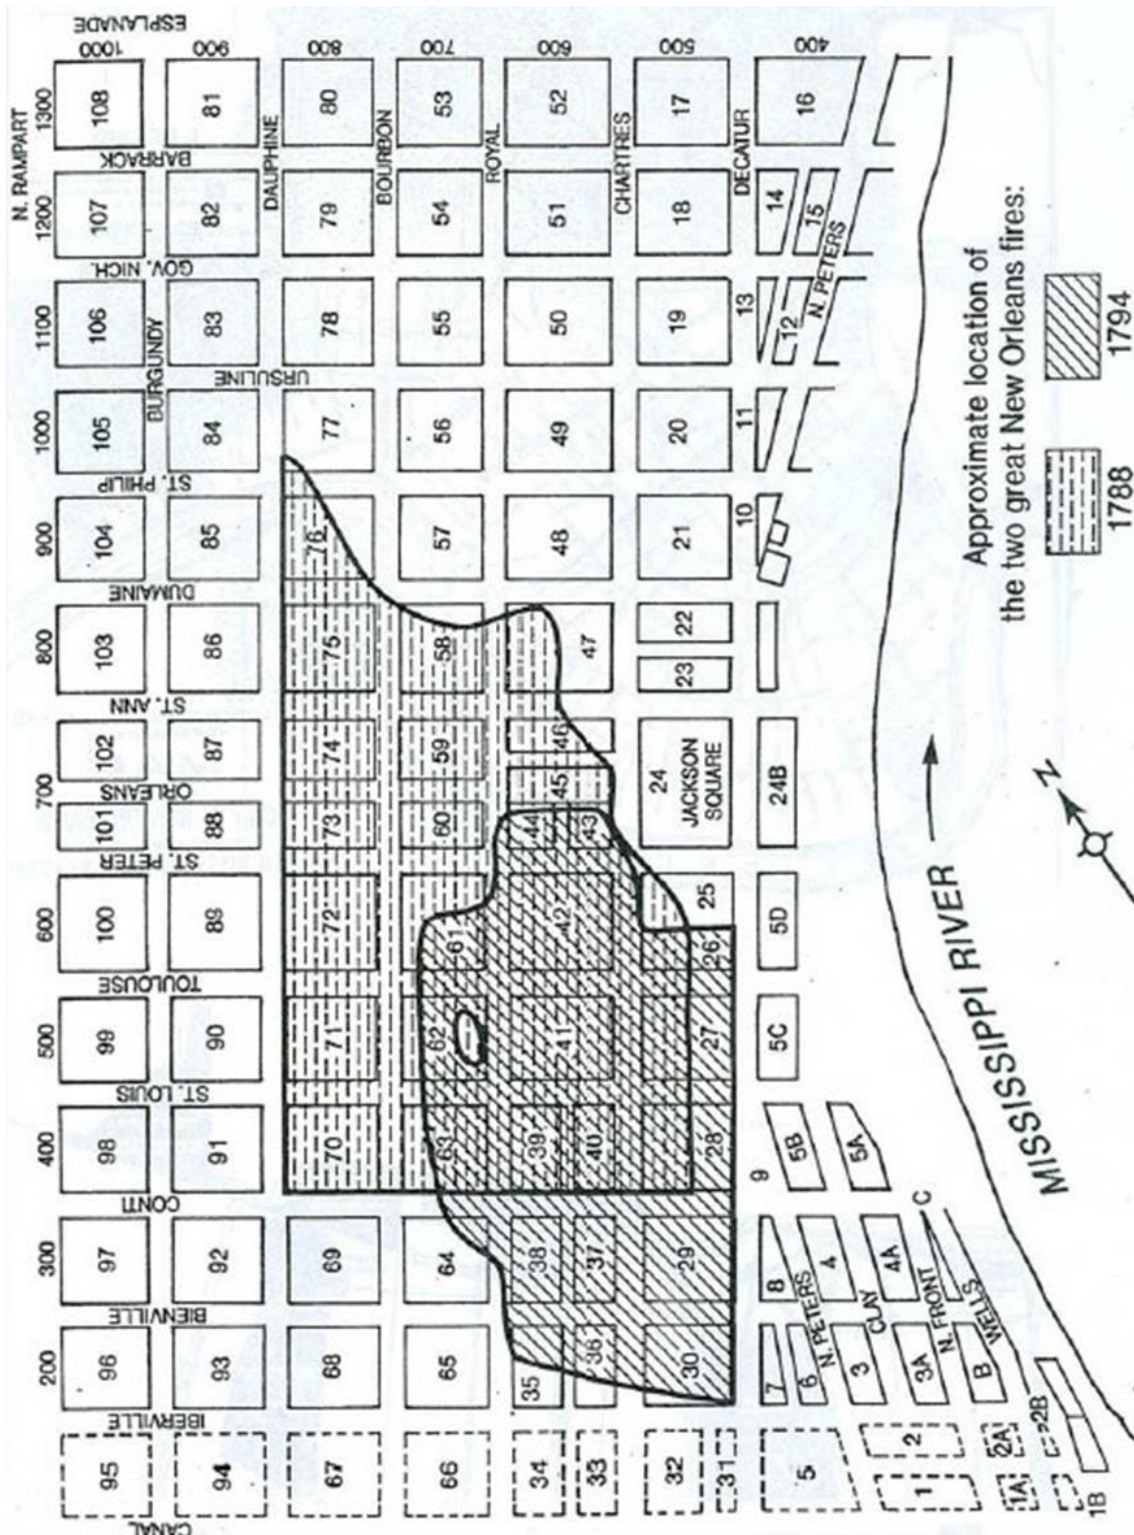 N. RAMPART
200 300 400 500 600 700 800 900 1000 1100 1200 1300
95 96 97 98 99 100 101 102 103 104 105 106 107 108 1000
CANAL IBERVILLE BIENVILLE CONTI ST. LOUIS TOULOUSE ST. PETER ORLEANS ST. ANN DUMAINE ST. PHILIP URSULINE GOV. NICH. BARRACK ESPLANADE
BURGUNDY
94 93 92 91 90 89 88 87 86 85 84 83 82 81 900
DAUPHINE
67 68 69 70 71 72 73 74 75 76 77 78 79 80 800
BOURBON
66 65 64 63 62 61 60 59 58 57 56 55 54 53 700
ROYAL
34 35 38 39 41 42 44 45 46 47 48 49 50 51 52 600
33 36 37 40 43
CHARTRES
32 30 29 28 27 26 25 24 23 22 21 20 19 18 17 500
31
JACKSON
SQUARE
DECATUR
9 10 11 13
5 7 8 5B 5C 5D 24B 12 14 16 400
6 4 5A 15
N. PETERS
N. PETERS
3
CLAY
1 2 3A 4A
N. FRONT
C
B
WELLS
1A 2A
2B
1B
MISSISSIPPI RIVER
N
Approximate location of
the two great New Orleans fires:
1788 1794